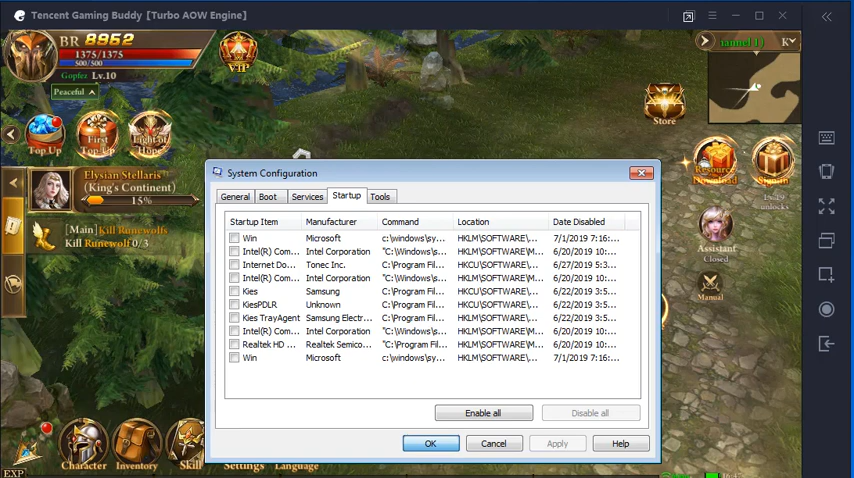 Tencent Gaming Buddy [Turbo AOW Engine]
BR 8952
1375/1375
500/500
Gopfez Lv.10
Peaceful
VIP
Store
Top Up
First Top-Up
Light of Hope
Elysian Stellaris
(King's Continent)
15%
[Main] Kill Runewolfs
Kill Runewolf 0/3
Resource Download
Sign in
Lv.19
unlocks
Assistant
Closed
Manual
System Configuration
General Boot Services Startup Tools
Startup Item Manufacturer Command Location Date Disabled
Win Microsoft c:\windows\sy... HKLM\SOFTWARE\... 7/1/2019 7:16:...
Intel(R) Com... Intel Corporation "C:\Windows\s... HKLM\SOFTWARE\M... 6/20/2019 10:...
Internet Do... Tonec Inc. C:\Program Fil... HKCU\SOFTWARE\... 6/27/2019 5:3...
Intel(R) Com... Intel Corporation "C:\Windows\s... HKLM\SOFTWARE\M... 6/20/2019 10:...
Kies Samsung C:\Program Fil... HKCU\SOFTWARE\... 6/22/2019 3:5...
KiesPDLR Unknown C:\Program Fil... HKCU\SOFTWARE\... 6/22/2019 3:5...
Kies TrayAgent Samsung Electr... C:\Program Fil... HKLM\SOFTWARE\... 6/22/2019 3:5...
Intel(R) Com... Intel Corporation "C:\Windows\s... HKLM\SOFTWARE\M... 6/20/2019 10:...
Realtek HD ... Realtek Semico... "C:\Program Fil... HKLM\SOFTWARE\M... 6/20/2019 10:...
Win Microsoft c:\windows\sy... HKLM\SOFTWARE\... 7/1/2019 7:16:...
Enable all Disable all
OK Cancel Apply Help
Character Inventory Skill Settings Language
EXP